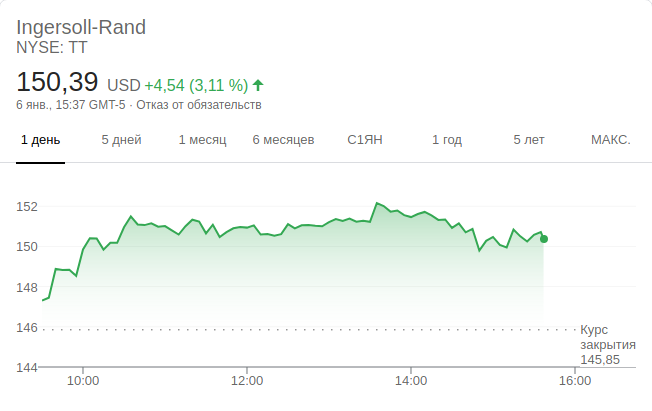 Ingersoll-Rand
NYSE: TT
150,39 USD +4,54 (3,11 %)
6 янв., 15:37 GMT-5 · Отказ от обязательств
1 день 5 дней 1 месяц 6 месяцев С1ЯН 1 год 5 лет МАКС.
152
150
148
146
144
Курс
закрытия
145,85
10:00 12:00 14:00 16:00